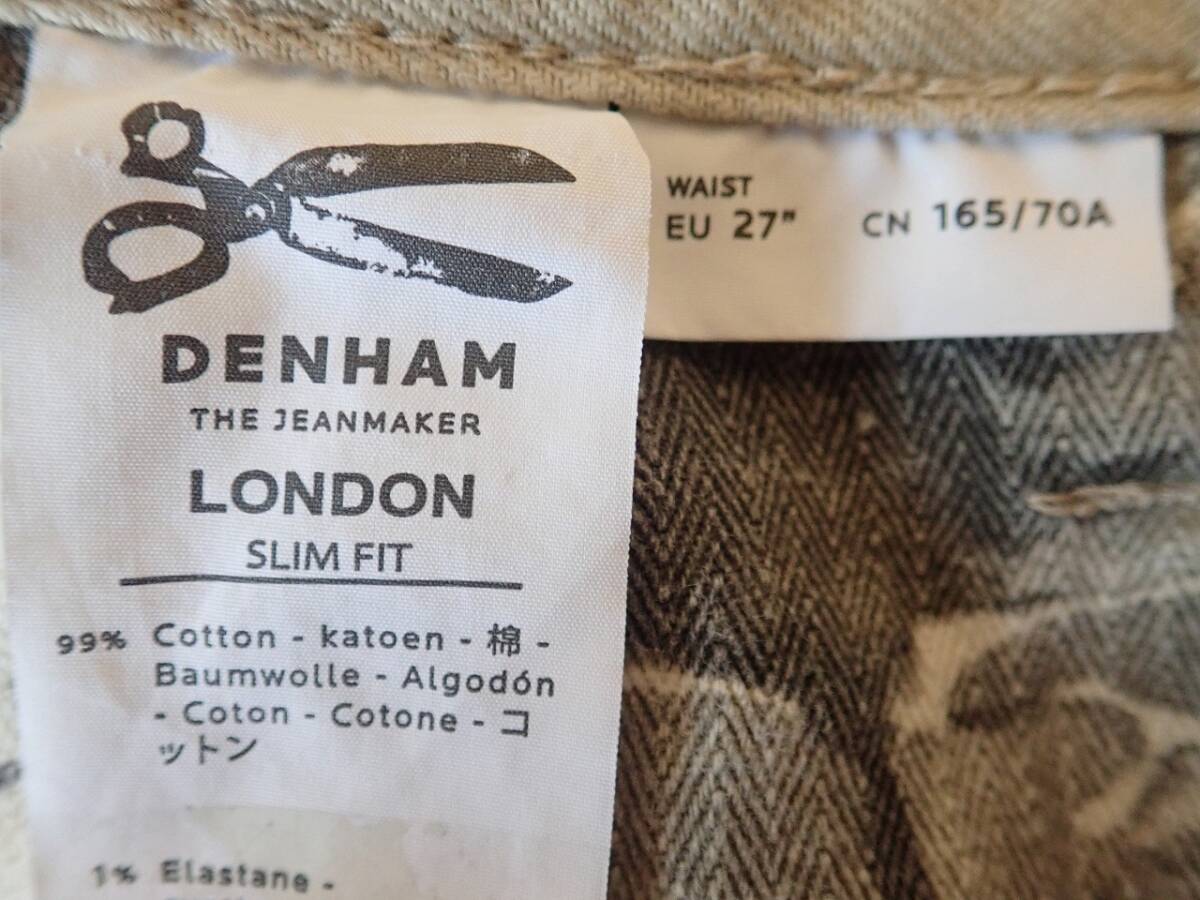 DENHAM
THE JEANMAKER
LONDON
SLIM FIT
99% Cotton - katoen - 棉 -
Baumwolle - Algodón
- Coton - Cotone - コ
ットン
1% Elastane -
WAIST
EU 27" CN 165/70A